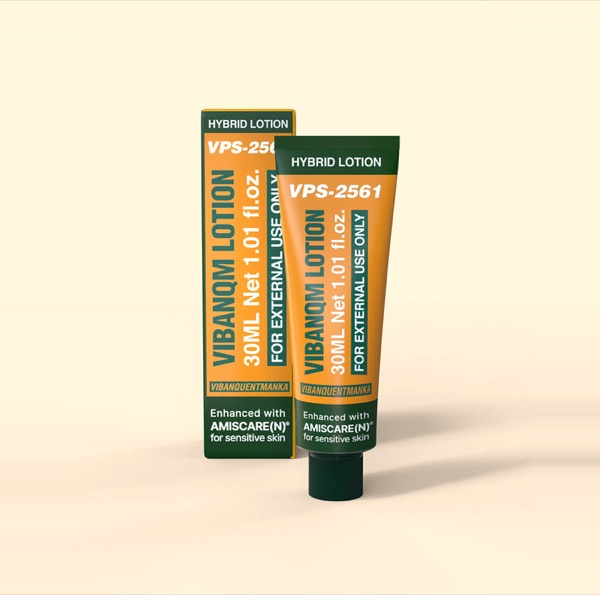 HYBRID LOTION
VPS-256
VIBANQM LOTION
30ML Net 1.01 fl.oz.
FOR EXTERNAL USE ONLY
VIBANQUENTMANKA
Enhanced with
AMISCARE(N)®
for sensitive skin
HYBRID LOTION
VPS-2561
VIBANQM LOTION
30ML Net 1.01 fl.oz.
FOR EXTERNAL USE ONLY
VIBANQUENTMANKA
Enhanced with
AMISCARE(N)®
for sensitive skin